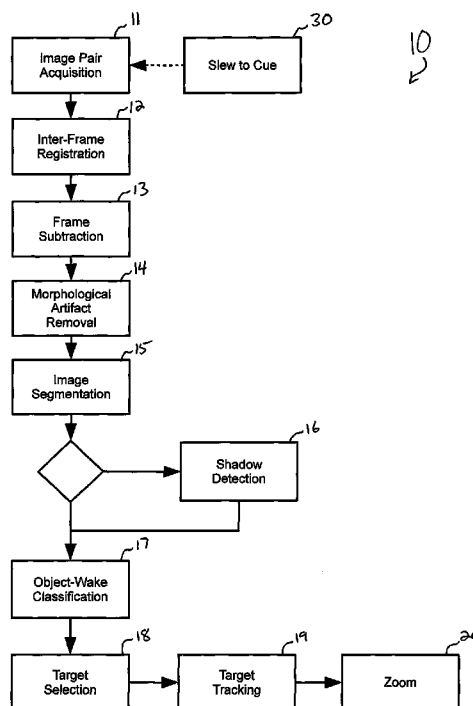 11
30
10
Image Pair
Acquisition
Slew to Cue
12
Inter-Frame
Registration
13
Frame
Subtraction
14
Morphological
Artifact
Removal
15
Image
Segmentation
16
Shadow
Detection
17
Object-Wake
Classification
18
19
Target
Selection
Target
Tracking
Zoom